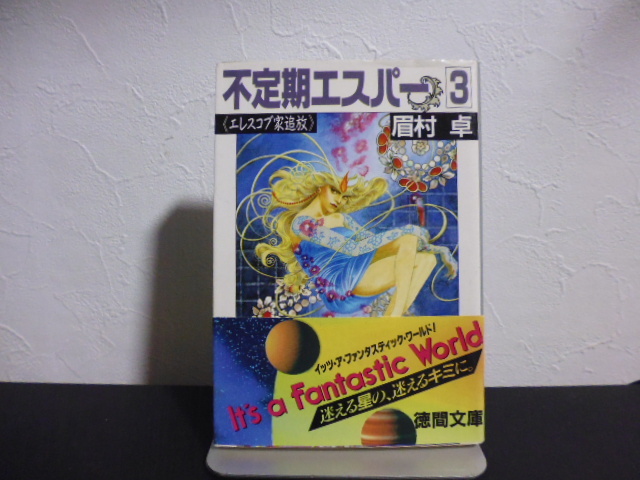 不定期エスパー3
《エレスコブ家追放》
眉村 卓
イッツ・ア・ファンタスティック・ワールド!
It's a Fantastic World
迷える星の、迷えるキミに。
徳間文庫